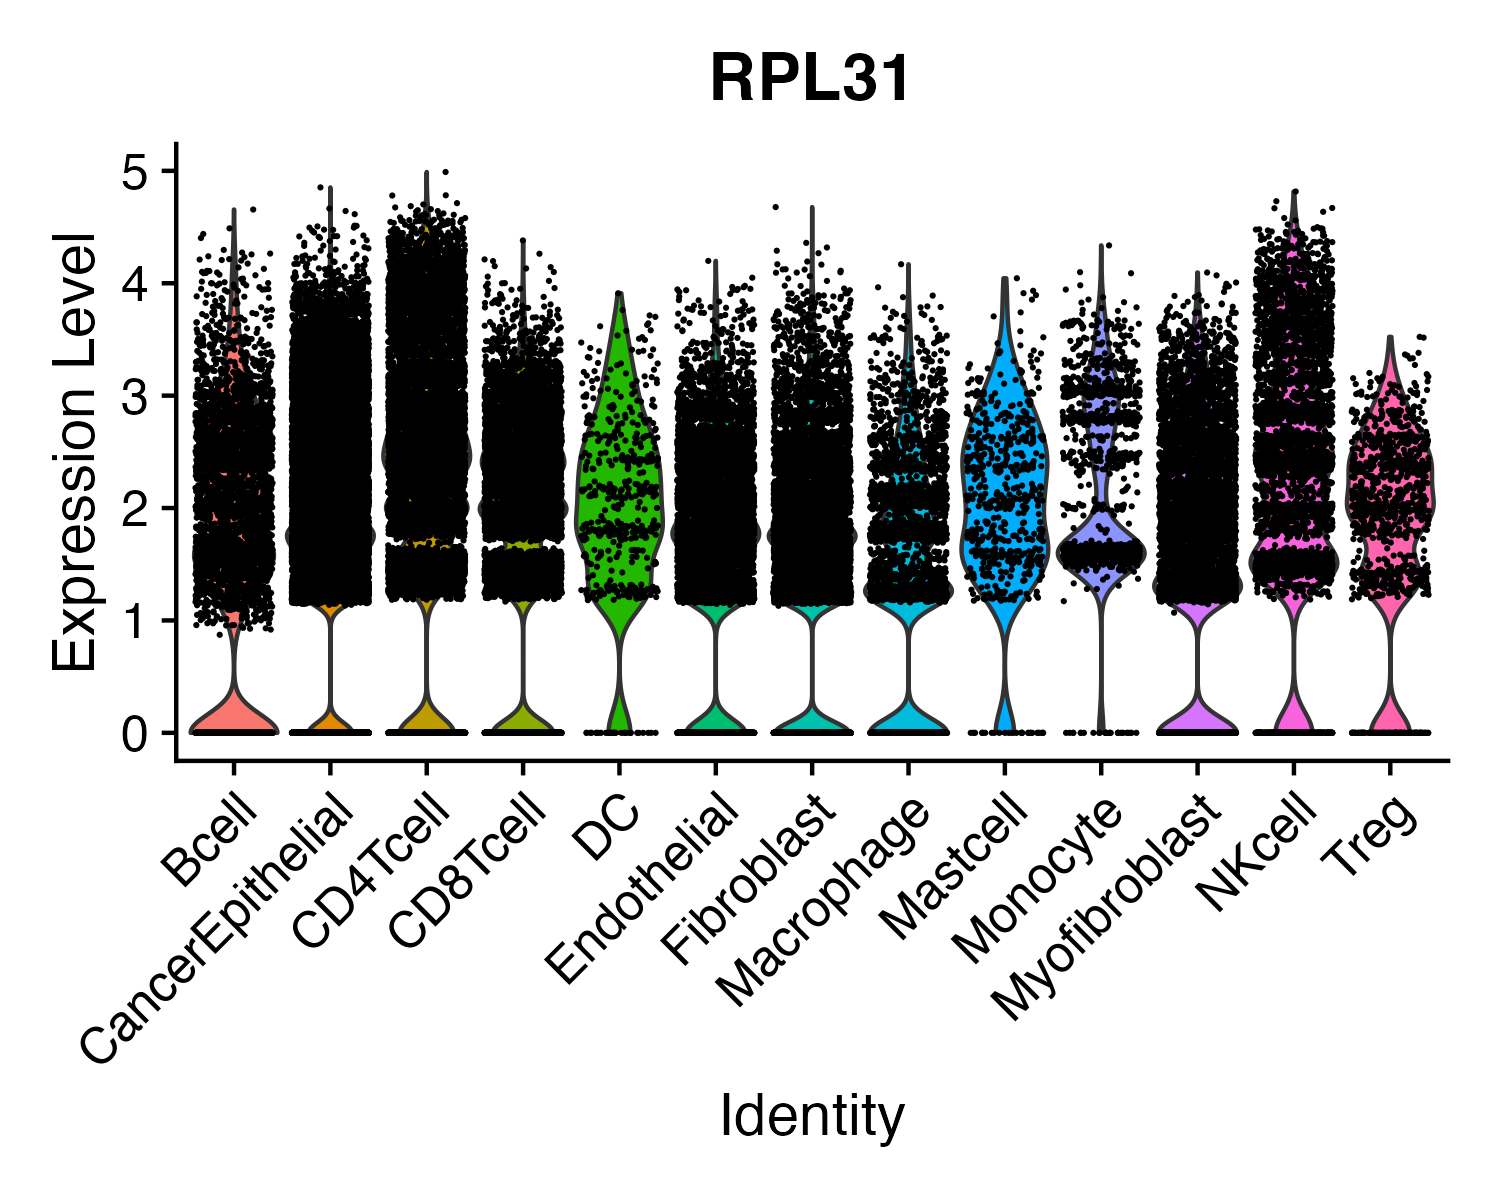 RPL31
Expression Level
5
4
3
2
1
0
Bcell
CancerEpithelial
CD4Tcell
CD8Tcell
DC
Endothelial
Fibroblast
Macrophage
Mastcell
Monocyte
Myofibroblast
NKcell
Treg
Identity